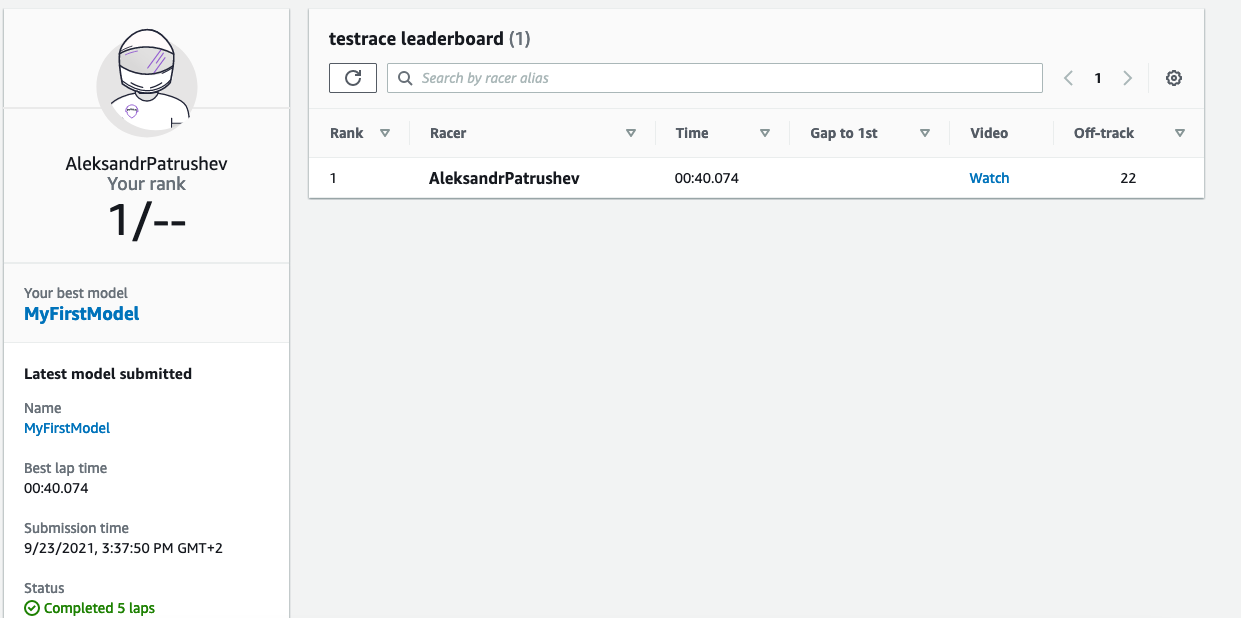 AleksandrPatrushev
Your rank
1/--
Your best model
MyFirstModel
Latest model submitted
Name
MyFirstModel
Best lap time
00:40.074
Submission time
9/23/2021, 3:37:50 PM GMT+2
Status
Completed 5 laps
testrace leaderboard (1)
Search by racer alias
1
Rank Racer Time Gap to 1st Video Off-track
1 AleksandrPatrushev 00:40.074 Watch 22